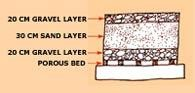 20 CM GRAVEL LAYER
30 CM SAND LAYER
20 CM GRAVEL LAYER
POROUS BED